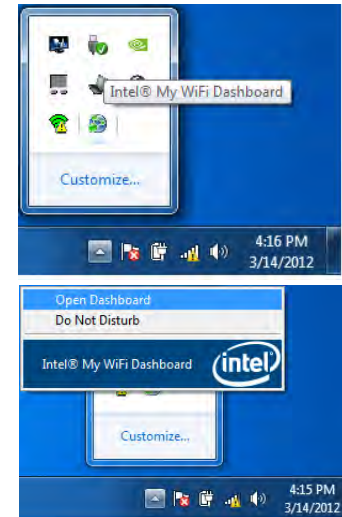 Intel® My WiFi Dashboard
Customize...
4:16 PM
3/14/2012
Open Dashboard
Do Not Disturb
Intel® My WiFi Dashboard
intel
Customize...
4:15 PM
3/14/2012